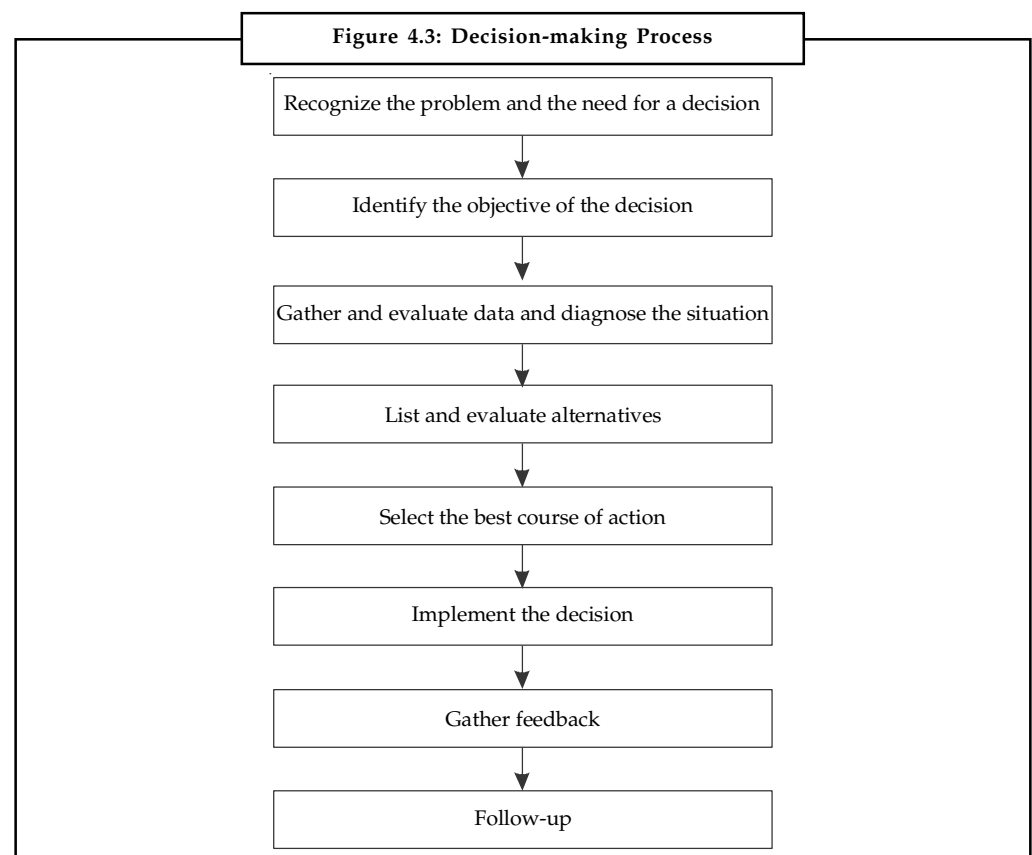 Figure 4.3: Decision-making Process
Recognize the problem and the need for a decision
Identify the objective of the decision
Gather and evaluate data and diagnose the situation
List and evaluate alternatives
Select the best course of action
Implement the decision
Gather feedback
Follow-up